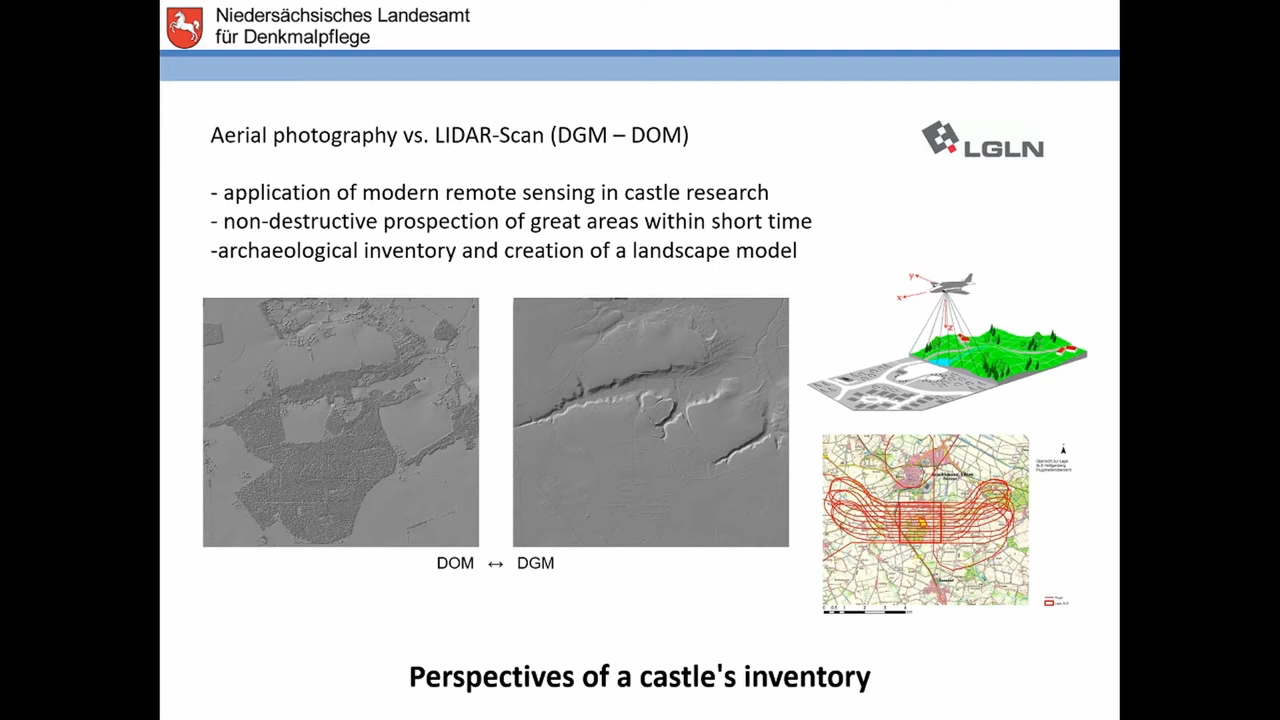 Niedersächsisches Landesamt
für Denkmalpflege
Aerial photography vs. LIDAR-Scan (DGM – DOM)
LGLN
- application of modern remote sensing in castle research
- non-destructive prospection of great areas within short time
-archaeological inventory and creation of a landscape model
y
x
z
DOM ↔ DGM
Perspectives of a castle's inventory